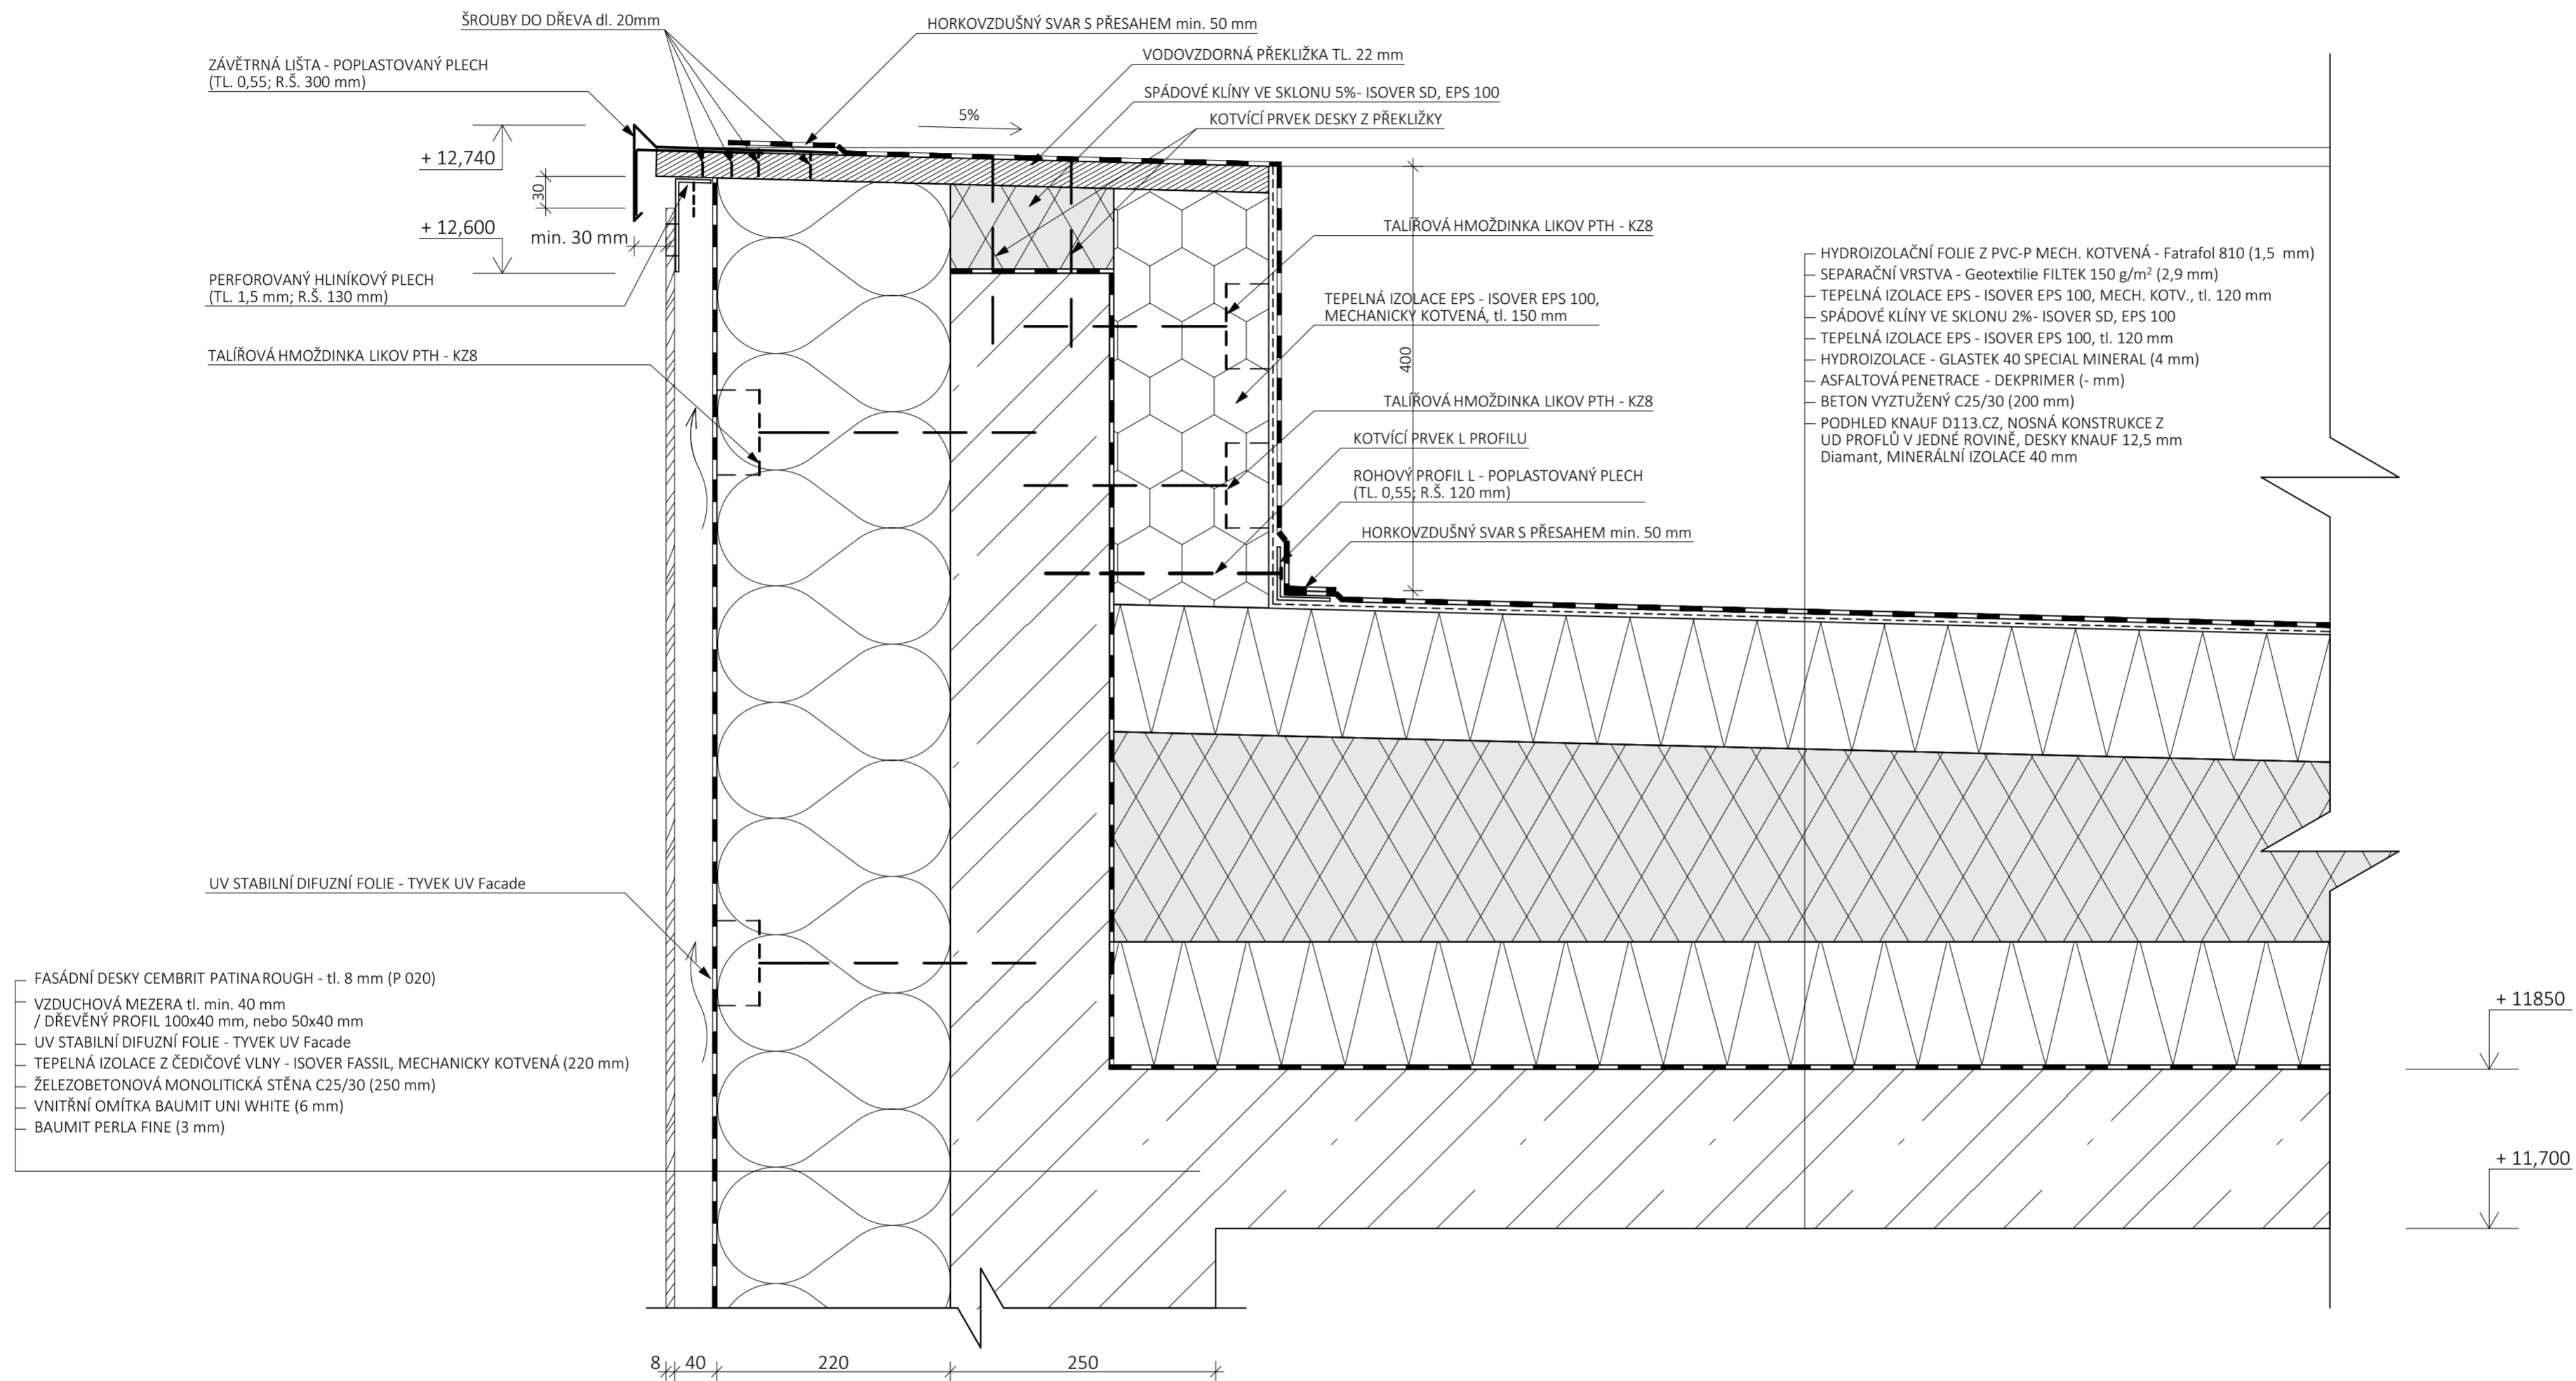 ŠROUBY DO DŘEVA dl. 20mm
HORKOVZDUŠNÝ SVAR S PŘESAHEM min. 50 mm
VODOVZDORNÁ PŘEKLIŽKA TL. 22 mm
ZÁVĚTRNÁ LIŠTA - POPLASTOVANÝ PLECH
(TL. 0,55; R.Š. 300 mm)
SPÁDOVÉ KLÍNY VE SKLONU 5%- ISOVER SD, EPS 100
5%
KOTVÍCÍ PRVEK DESKY Z PŘEKLIŽKY
+ 12,740
30
+ 12,600
min. 30 mm
PERFOROVANÝ HLINÍKOVÝ PLECH
(TL. 1,5 mm; R.Š. 130 mm)
TALÍŘOVÁ HMOŽDINKA LIKOV PTH - KZ8
TEPELNÁ IZOLACE EPS - ISOVER EPS 100,
MECHANICKY KOTVENÁ, tl. 150 mm
400
TALÍŘOVÁ HMOŽDINKA LIKOV PTH - KZ8
TALÍŘOVÁ HMOŽDINKA LIKOV PTH - KZ8
KOTVÍCÍ PRVEK L PROFILU
ROHOVÝ PROFIL L - POPLASTOVANÝ PLECH
(TL. 0,55; R.Š. 120 mm)
HORKOVZDUŠNÝ SVAR S PŘESAHEM min. 50 mm
HYDROIZOLAČNÍ FOLIE Z PVC-P MECH. KOTVENÁ - Fatrafol 810 (1,5 mm)
SEPARAČNÍ VRSTVA - Geotextilie FILTEK 150 g/m² (2,9 mm)
TEPELNÁ IZOLACE EPS - ISOVER EPS 100, MECH. KOTV., tl. 120 mm
SPÁDOVÉ KLÍNY VE SKLONU 2%- ISOVER SD, EPS 100
TEPELNÁ IZOLACE EPS - ISOVER EPS 100, tl. 120 mm
HYDROIZOLACE - GLASTEK 40 SPECIAL MINERAL (4 mm)
ASFALTOVÁ PENETRACE - DEKPRIMER (- mm)
BETON VYZTUŽENÝ C25/30 (200 mm)
PODHLED KNAUF D113.CZ, NOSNÁ KONSTRUKCE Z
UD PROFLŮ V JEDNÉ ROVINĚ, DESKY KNAUF 12,5 mm
Diamant, MINERÁLNÍ IZOLACE 40 mm
UV STABILNÍ DIFUZNÍ FOLIE - TYVEK UV Facade
FASÁDNÍ DESKY CEMBRIT PATINA ROUGH - tl. 8 mm (P 020)
VZDUCHOVÁ MEZERA tl. min. 40 mm
/ DŘEVĚNÝ PROFIL 100x40 mm, nebo 50x40 mm
UV STABILNÍ DIFUZNÍ FOLIE - TYVEK UV Facade
TEPELNÁ IZOLACE Z ČEDIČOVÉ VLNY - ISOVER FASSIL, MECHANICKY KOTVENÁ (220 mm)
ŽELEZOBETONOVÁ MONOLITICKÁ STĚNA C25/30 (250 mm)
VNITŘNÍ OMÍTKA BAUMIT UNI WHITE (6 mm)
BAUMIT PERLA FINE (3 mm)
+ 11850
+ 11,700
8
40
220
250